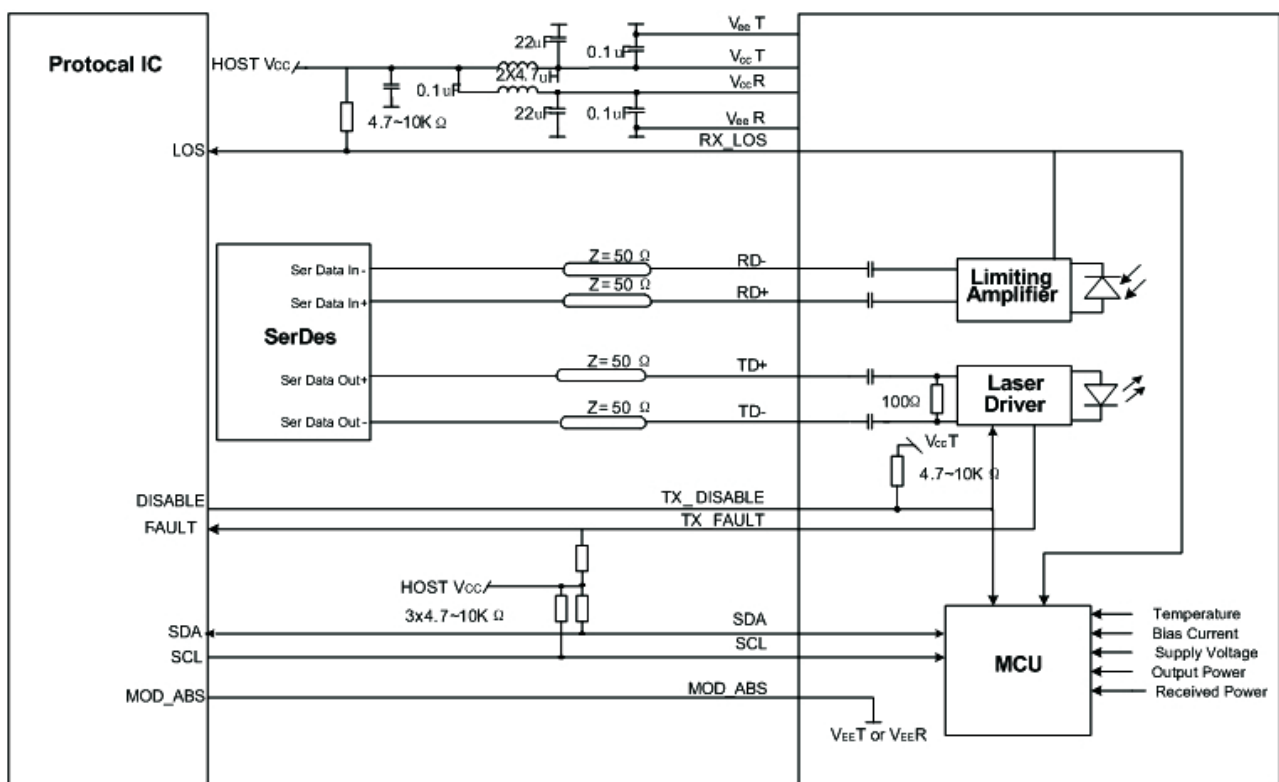 Protocal IC
HOST Vcc
22uF
0.1uF
2X4.7uH
0.1uF
22uF
0.1uF
4.7~10K Ω
VeeT
VccT
VccR
VeeR
LOS
RX_LOS
Ser Data In-
Ser Data In+
SerDes
Ser Data Out+
Ser Data Out-
Z=50 Ω
Z=50 Ω
Z=50 Ω
Z=50 Ω
RD-
RD+
TD+
TD-
Limiting
Amplifier
100Ω
Laser
Driver
VccT
4.7~10K Ω
DISABLE
TX_DISABLE
FAULT
TX_FAULT
HOST Vcc
3x4.7~10K Ω
SDA
SDA
SCL
SCL
MOD_ABS
MOD_ABS
VEET or VEER
MCU
Temperature
Bias Current
Supply Voltage
Output Power
Received Power